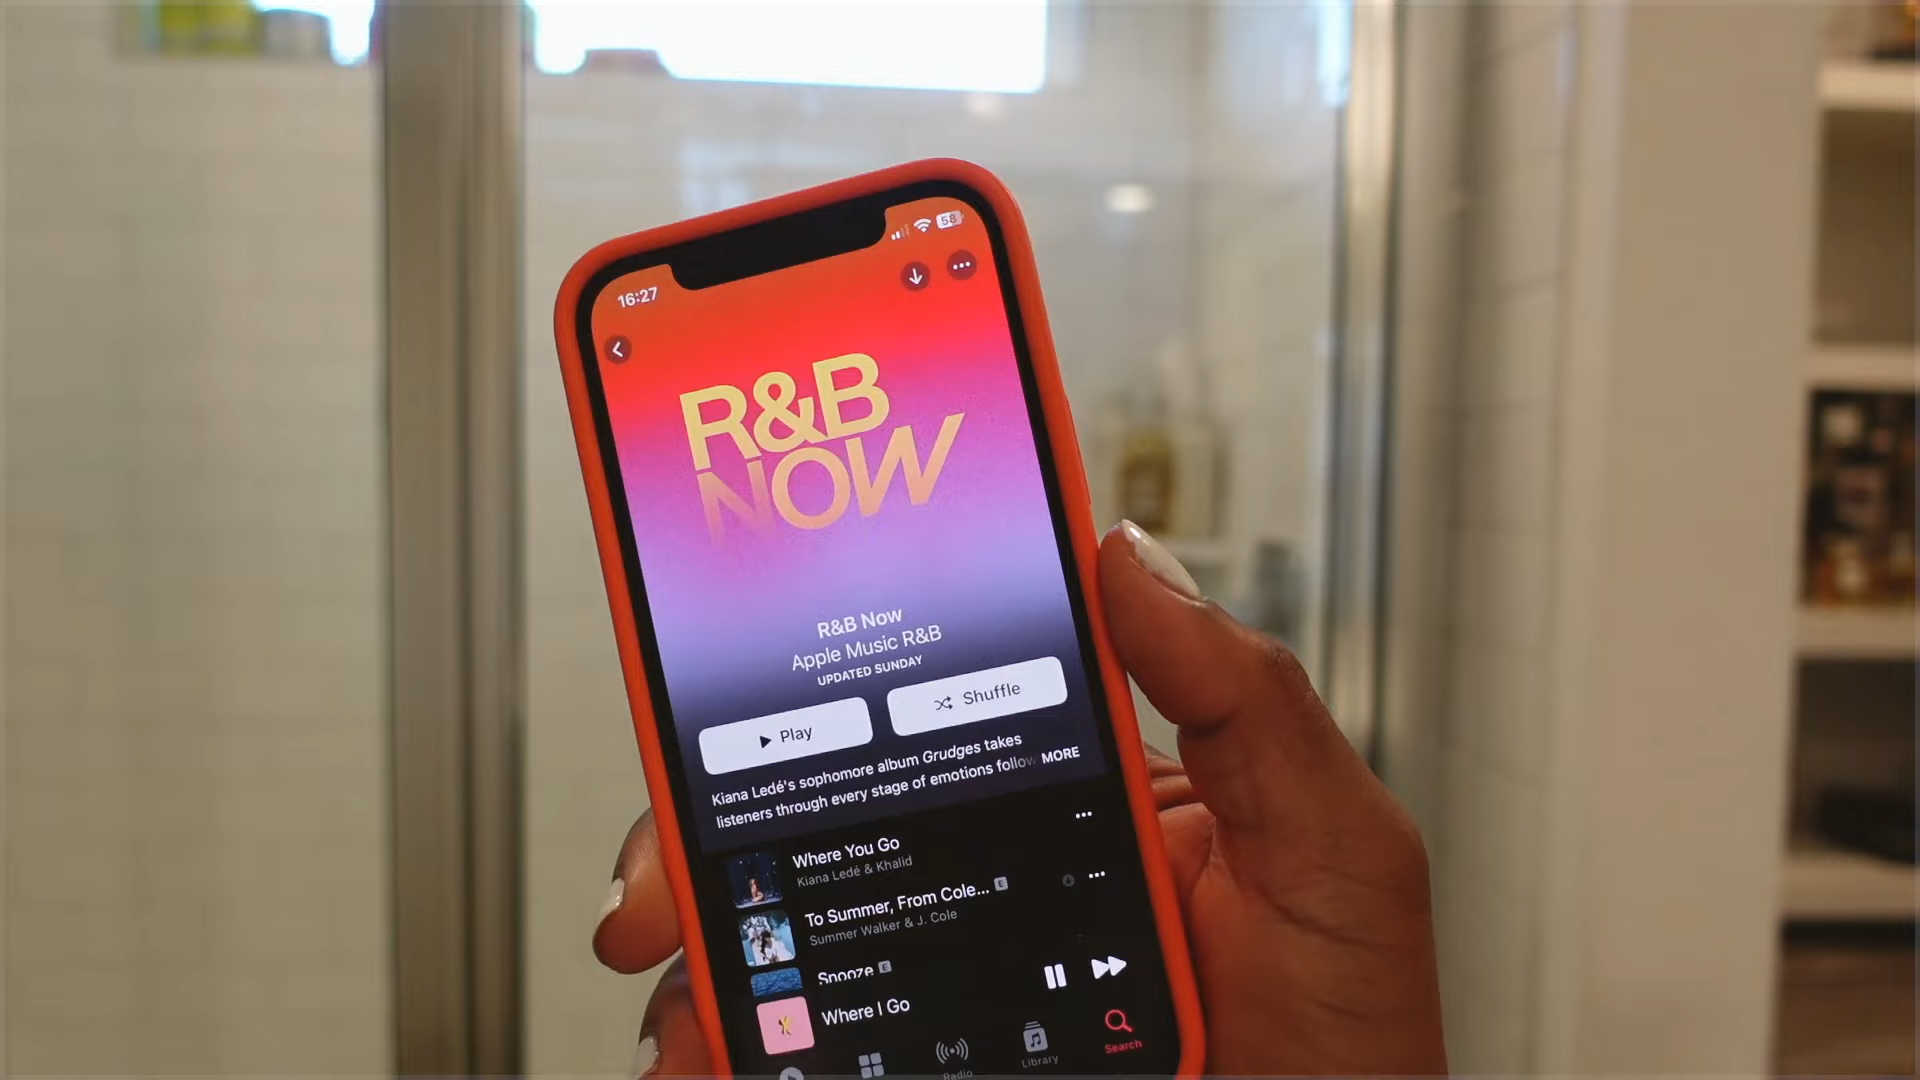 16:27
58
R&B
NOW
R&B Now
Apple Music R&B
UPDATED SUNDAY
Play
Shuffle
Kiana Ledé's sophomore album Grudges takes
listeners through every stage of emotions follow MORE
Where You Go
Kiana Ledé & Khalid
To Summer, From Cole... E
Summer Walker & J. Cole
Snooze E
Where I Go
Radio
Library
Search